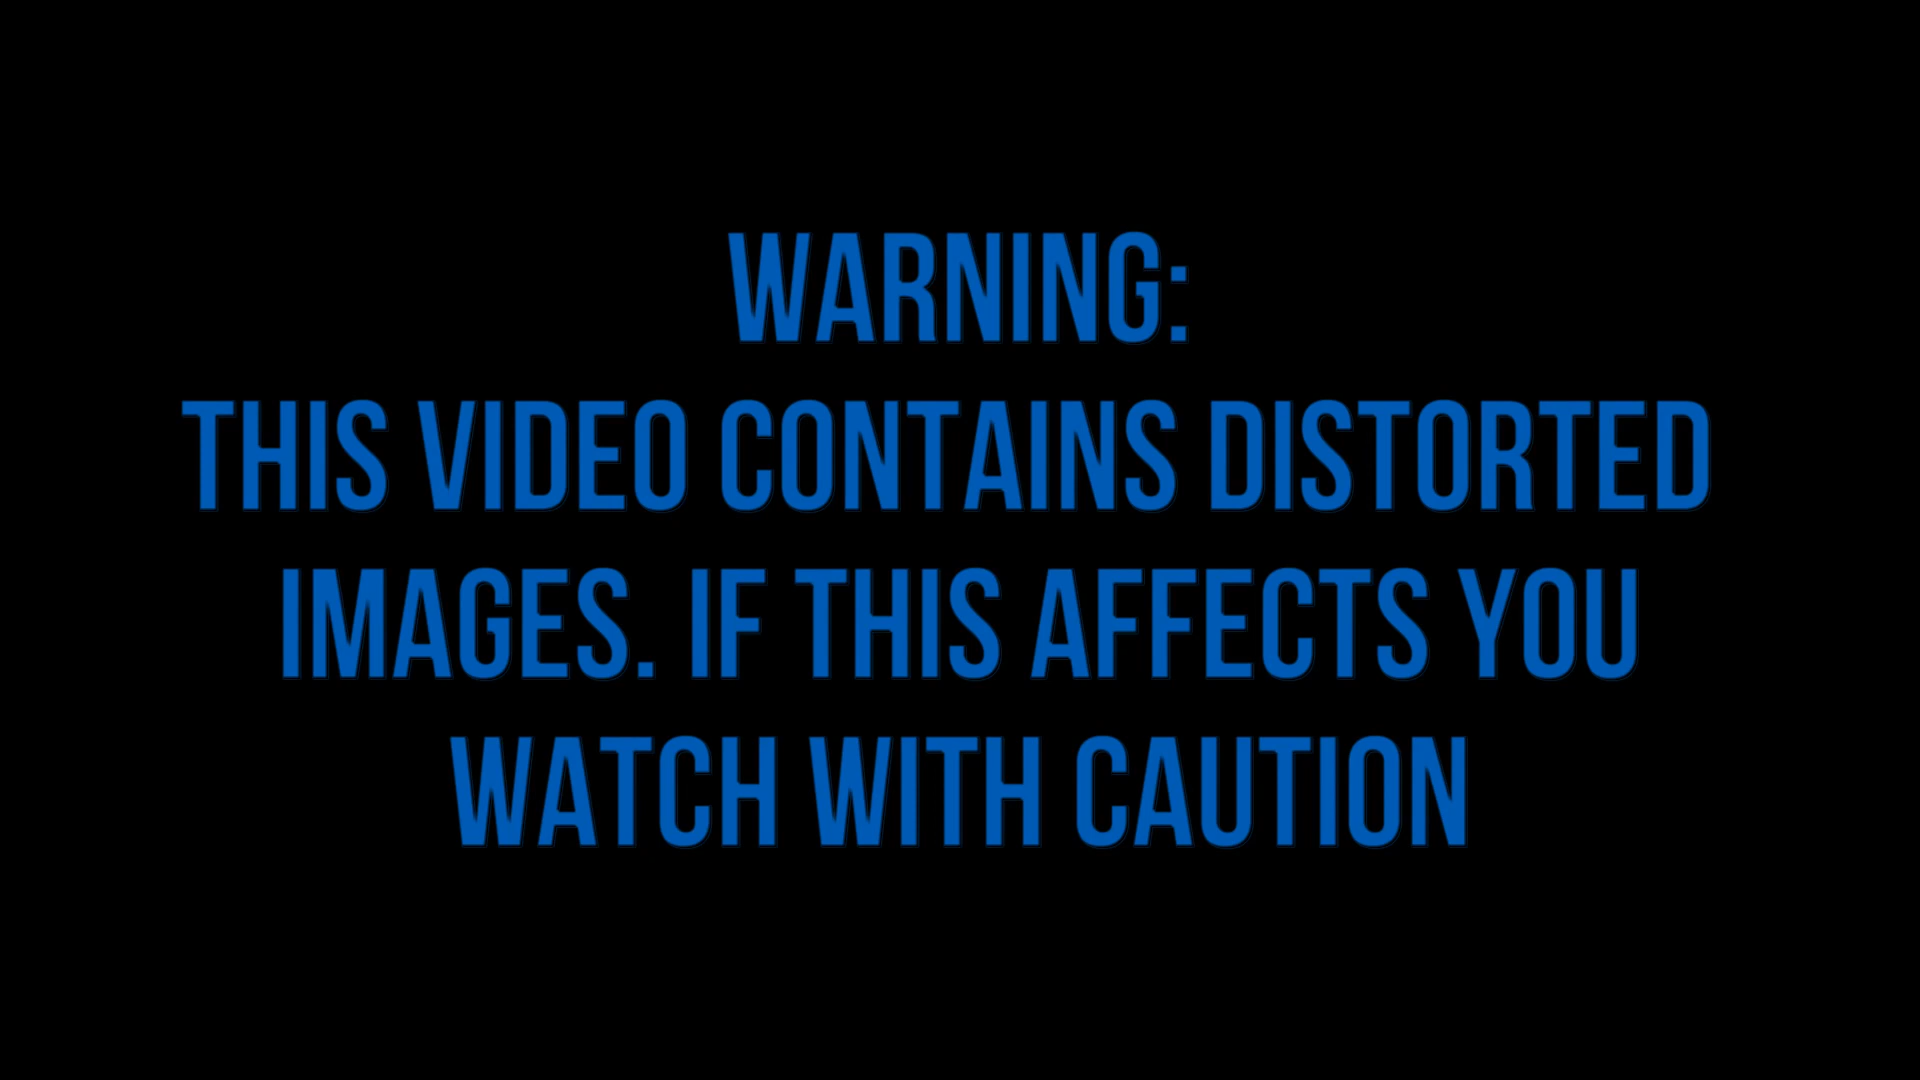 WARNING:
THIS VIDEO CONTAINS DISTORTED
IMAGES. IF THIS AFFECTS YOU
WATCH WITH CAUTION